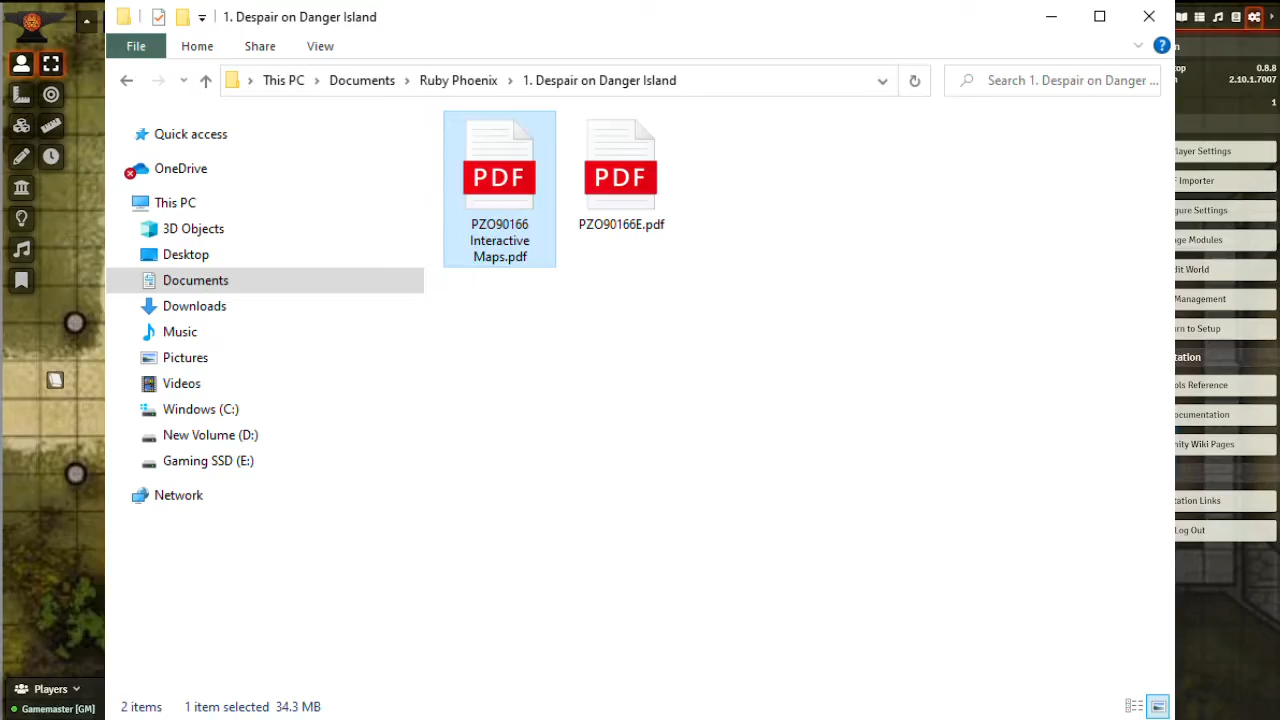 1. Despair on Danger Island
File
Home
Share
View
This PC
Documents
Ruby Phoenix
1. Despair on Danger Island
Search 1. Despair on Danger ...
Quick access
OneDrive
This PC
3D Objects
Desktop
Documents
Downloads
Music
Pictures
Videos
Windows (C:)
New Volume (D:)
Gaming SSD (E:)
Network
PDF
PZO90166
Interactive
Maps.pdf
PDF
PZO90166E.pdf
2 items
1 item selected
34.3 MB
Players
Gamemaster [GM]
0.8.8
2.10.1.7007
1
layer Settings
F Importer
gure Settings
age Modules
dit World
Management
rn to Setup
tation
ols Reference
ocumentation
nity Wiki Pages
tation Links
Log Out